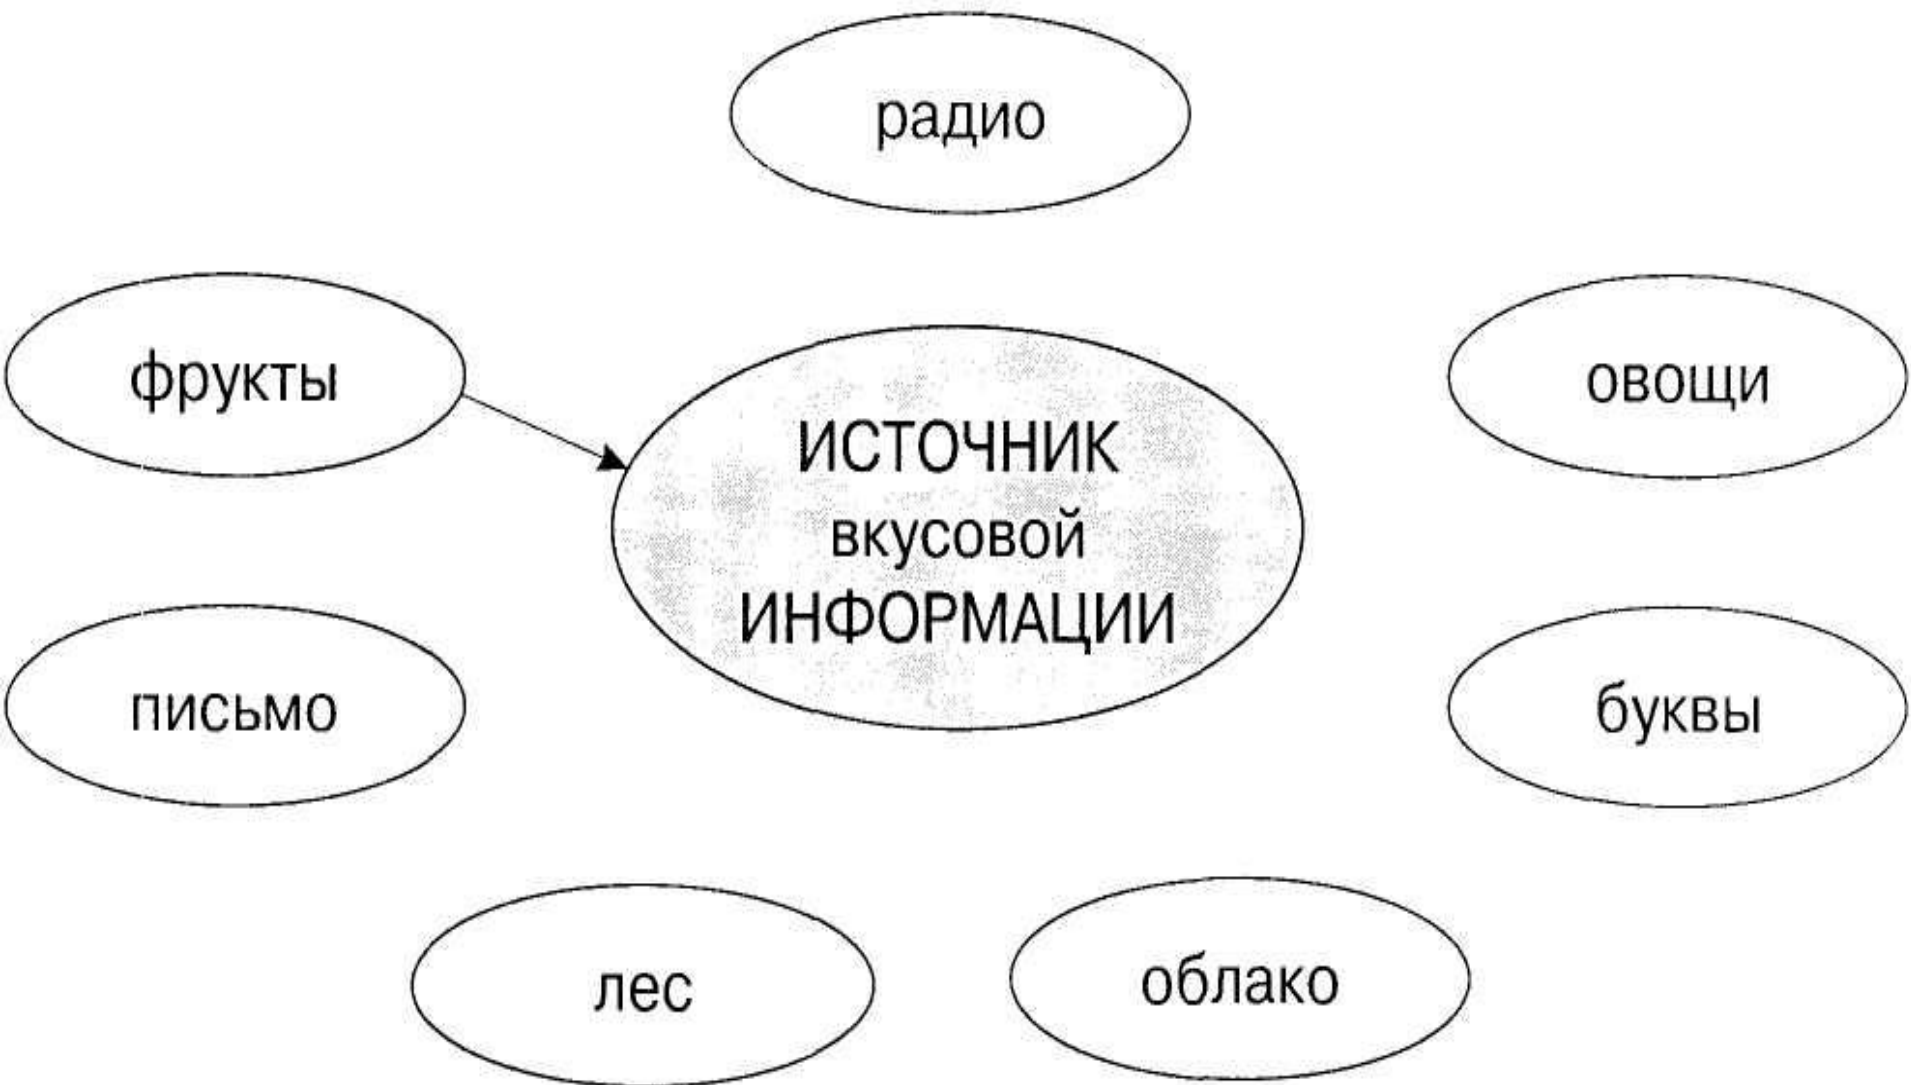 радио
фрукты
овощи
ИСТОЧНИК
вкусовой
ИНФОРМАЦИИ
письмо
буквы
лес
облако